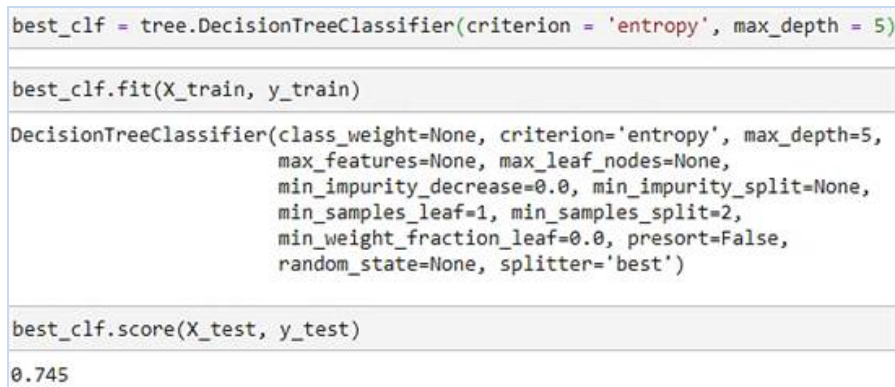 best_clf = tree.DecisionTreeClassifier(criterion = 'entropy', max_depth = 5)
best_clf.fit(X_train, y_train)
DecisionTreeClassifier(class_weight=None, criterion='entropy', max_depth=5,
max_features=None, max_leaf_nodes=None,
min_impurity_decrease=0.0, min_impurity_split=None,
min_samples_leaf=1, min_samples_split=2,
min_weight_fraction_leaf=0.0, presort=False,
random_state=None, splitter='best')
best_clf.score(X_test, y_test)
0.745